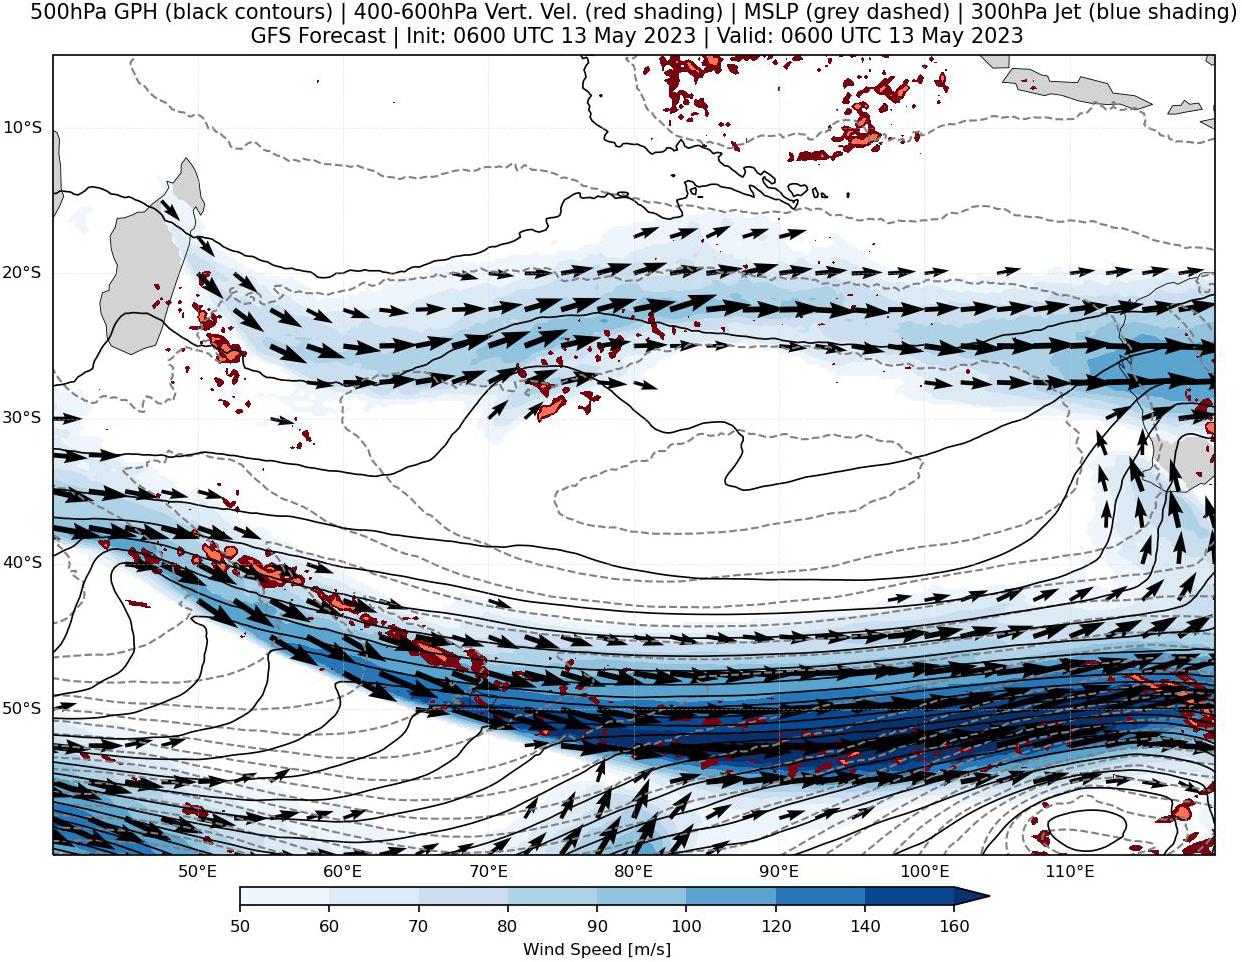 500hPa GPH (black contours) | 400-600hPa Vert. Vel. (red shading) | MSLP (grey dashed) | 300hPa Jet (blue shading)
GFS Forecast | Init: 0600 UTC 13 May 2023 | Valid: 0600 UTC 13 May 2023
10°S
20°S
30°S
40°S
50°S
50°E 60°E 70°E 80°E 90°E 100°E 110°E
50 60 70 80 90 100 120 140 160
Wind Speed [m/s]